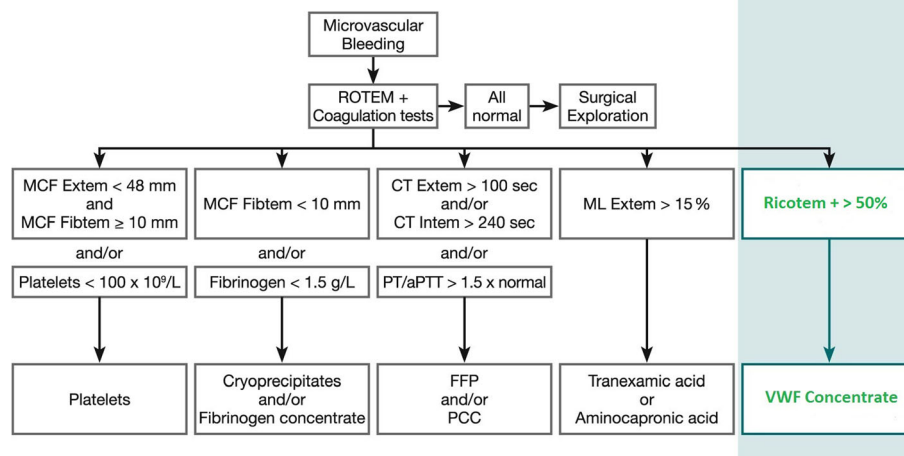 Microvascular
Bleeding
ROTEM +
Coagulation tests
All
normal
Surgical
Exploration
MCF Extem < 48 mm
and
MCF Fibtem ≥ 10 mm
and/or
Platelets < 100 x 10⁹/L
Platelets
MCF Fibtem < 10 mm
and/or
Fibrinogen < 1.5 g/L
Cryoprecipitates
and/or
Fibrinogen concentrate
CT Extem > 100 sec
and/or
CT Intem > 240 sec
and/or
PT/aPTT > 1.5 x normal
FFP
and/or
PCC
ML Extem > 15 %
Tranexamic acid
or
Aminocapronic acid
Ricotem + > 50%
VWF Concentrate